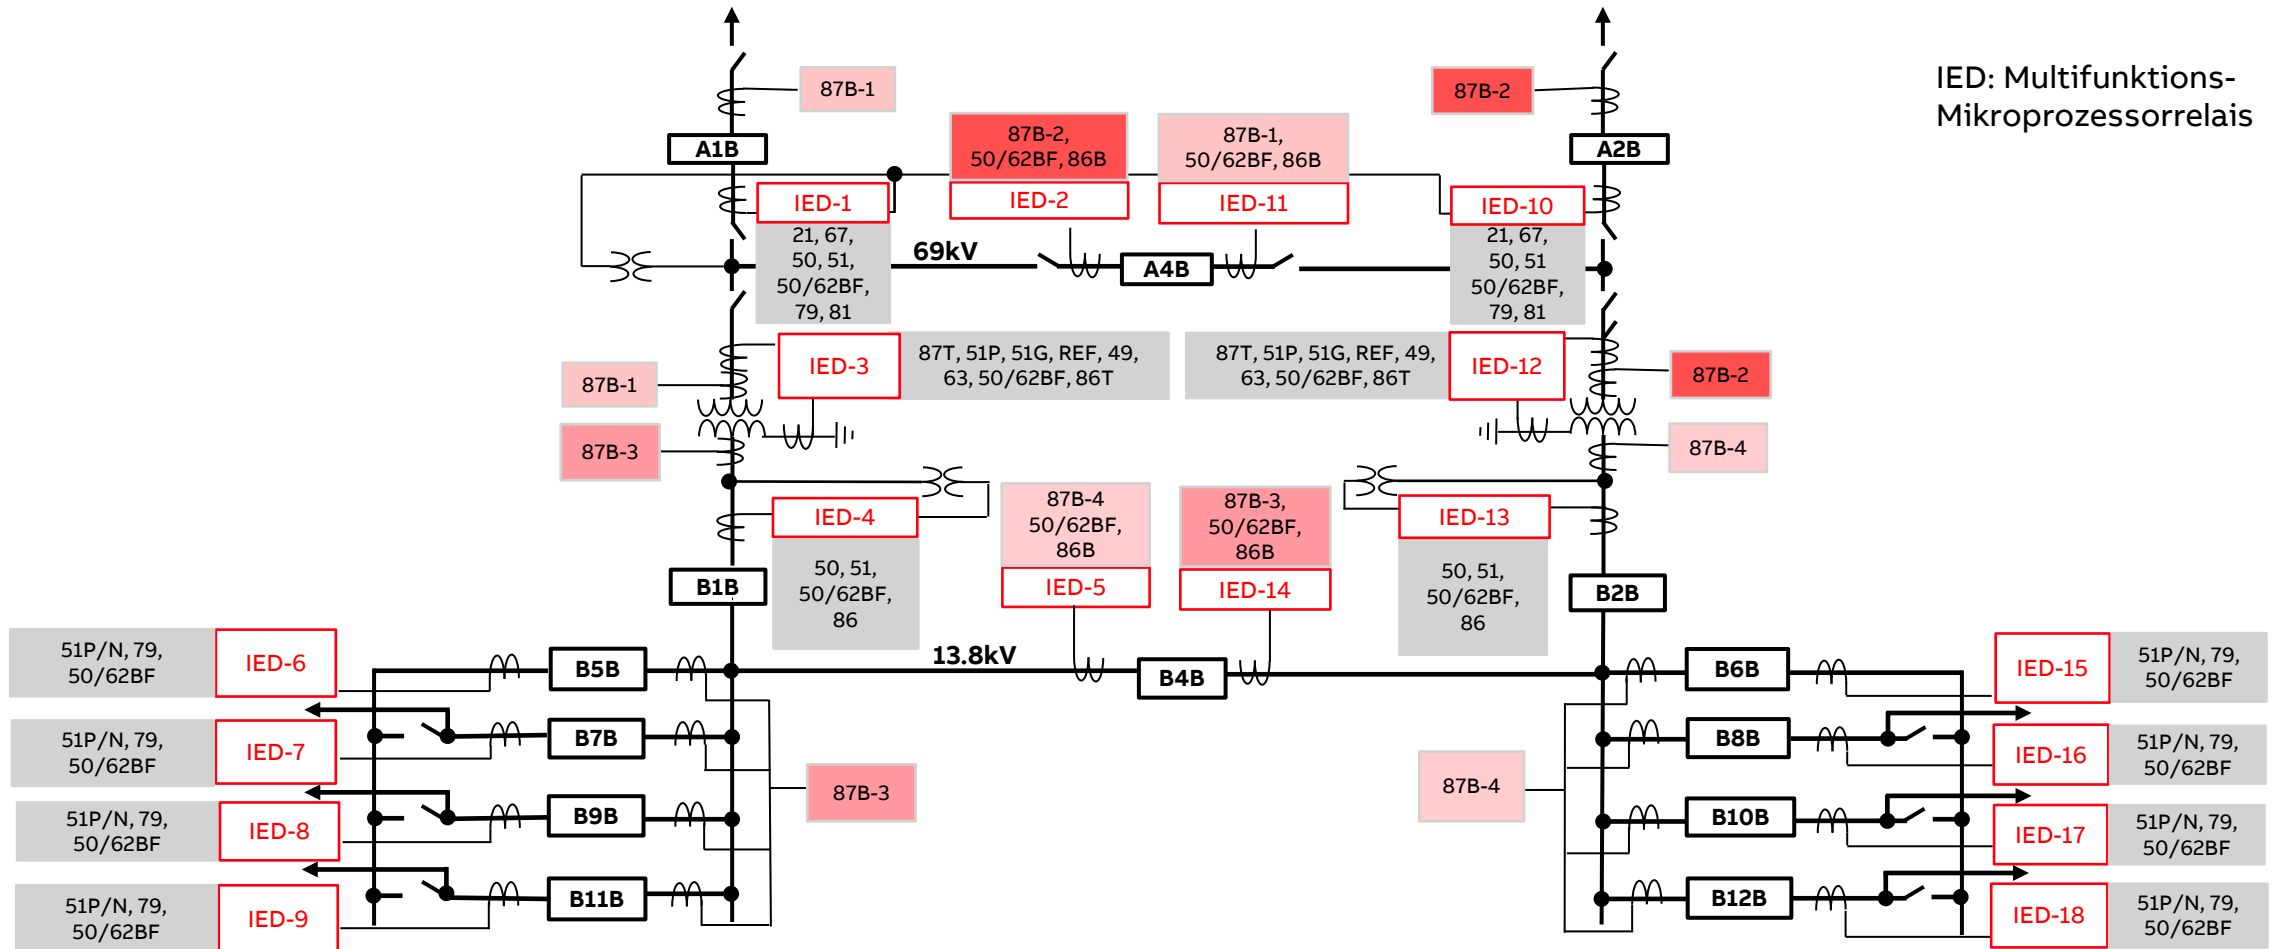 IED: Multifunktions-
Mikroprozessorrelais
87B-1
87B-2
A1B
87B-2,
50/62BF, 86B
87B-1,
50/62BF, 86B
A2B
IED-1
IED-2
IED-11
IED-10
21, 67,
50, 51,
50/62BF,
79, 81
69kV
A4B
21, 67,
50, 51
50/62BF,
79, 81
IED-3
87T, 51P, 51G, REF, 49,
63, 50/62BF, 86T
87T, 51P, 51G, REF, 49,
63, 50/62BF, 86T
IED-12
87B-1
87B-2
87B-3
87B-4
IED-4
87B-4
50/62BF,
86B
87B-3,
50/62BF,
86B
IED-13
50, 51,
50/62BF,
86
IED-5
IED-14
50, 51,
50/62BF,
86
B1B
B2B
51P/N, 79,
50/62BF
IED-6
B5B
13.8kV
B4B
B6B
IED-15
51P/N, 79,
50/62BF
51P/N, 79,
50/62BF
IED-7
B7B
B8B
IED-16
51P/N, 79,
50/62BF
87B-3
87B-4
51P/N, 79,
50/62BF
IED-8
B9B
B10B
IED-17
51P/N, 79,
50/62BF
51P/N, 79,
50/62BF
IED-9
B11B
B12B
IED-18
51P/N, 79,
50/62BF